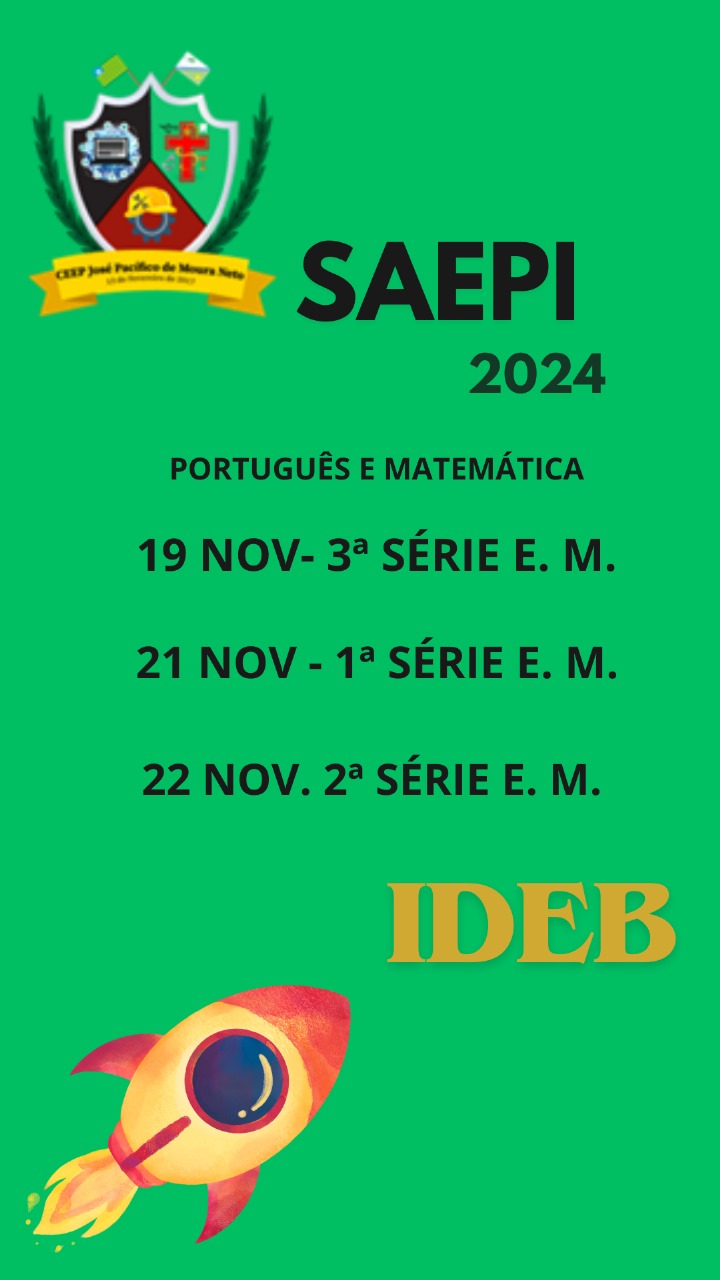 CEEP José Pacífico de Moura Neto
SAEPI
2024
PORTUGUÊS E MATEMÁTICA
19 NOV- 3ª SÉRIE E. M.
21 NOV - 1ª SÉRIE E. M.
22 NOV. 2ª SÉRIE E. M.
IDEB